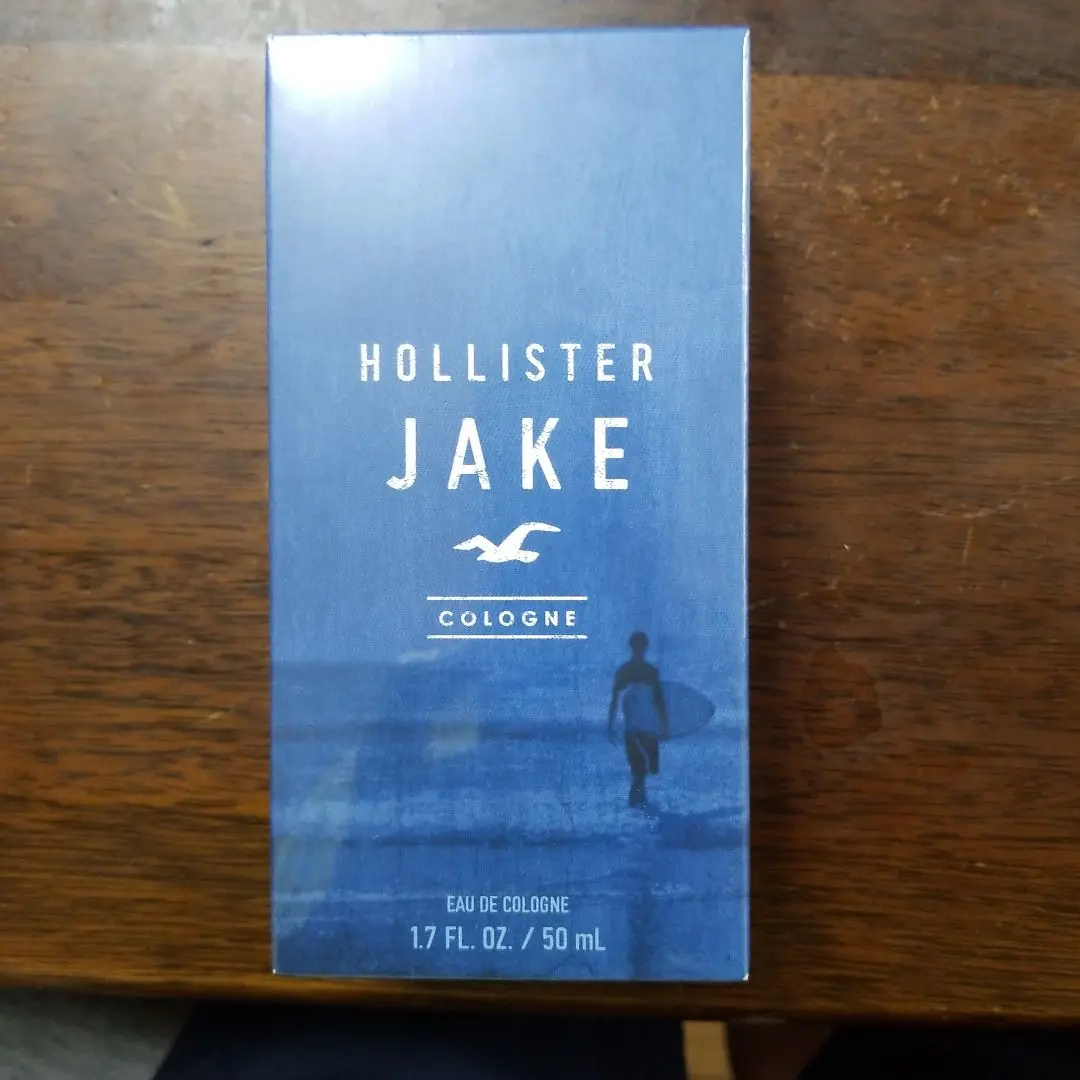 HOLLISTER
JAKE
COLOGNE
EAU DE COLOGNE
1.7 FL. OZ. / 50 mL